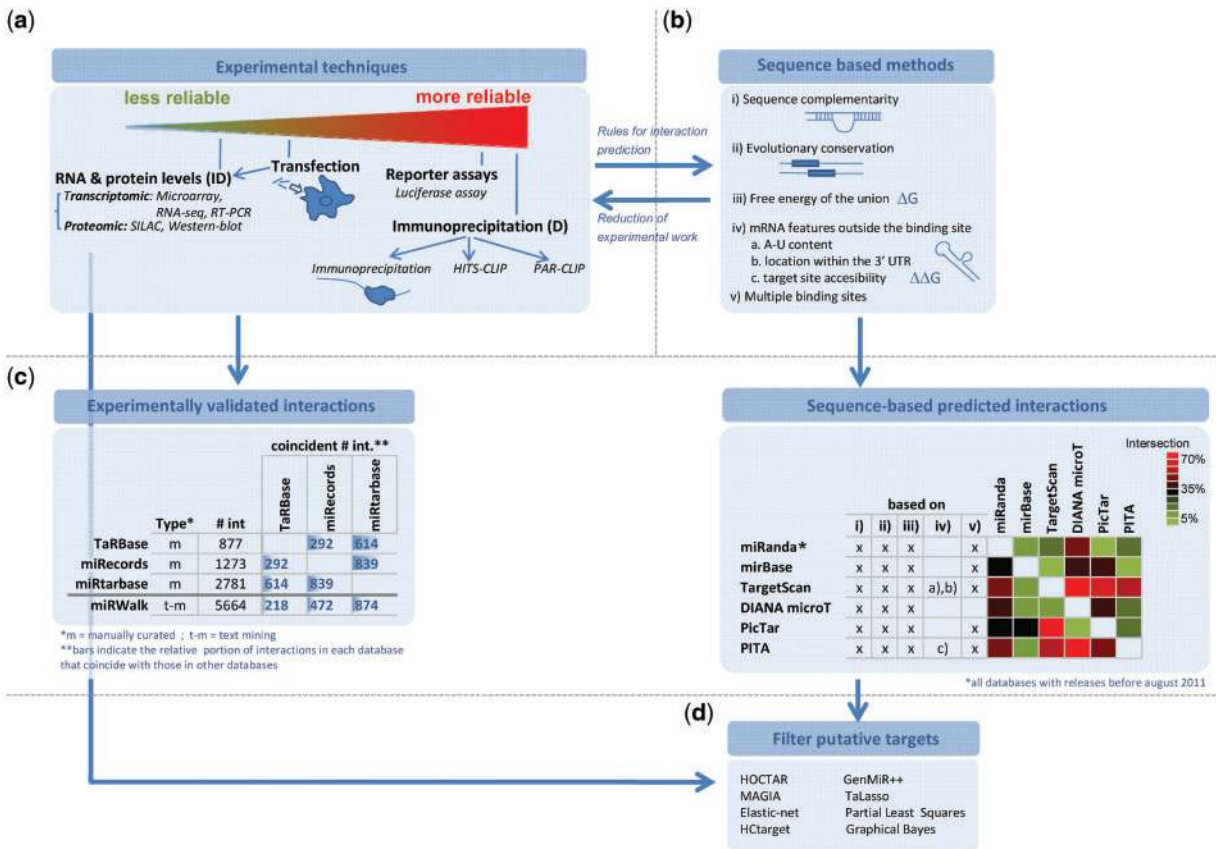 (a)
Experimental techniques
less reliable
more reliable
RNA & protein levels (ID)
Transcriptomic: Microarray,
RNA-seq, RT-PCR
Proteomic: SILAC, Western-blot
Transfection
Reporter assays
Luciferase assay
Immunoprecipitation (D)
Immunoprecipitation HITS-CLIP PAR-CLIP
Rules for interaction
prediction
Reduction of
experimental work
(b)
Sequence based methods
i) Sequence complementarity
ii) Evolutionary conservation
iii) Free energy of the union ΔG
iv) mRNA features outside the binding site
a. A-U content
b. location within the 3' UTR
c. target site accesibility ΔΔG
v) Multiple binding sites
(c)
Experimentally validated interactions
coincident # int.**
Type* # int TaRBase miRecords miRtarbase
TaRBase m 877 292 614
miRecords m 1273 292 839
miRtarbase m 2781 614 839
miRWalk t-m 5664 218 472 874
*m = manually curated ; t-m = text mining
**bars indicate the relative portion of interactions in each database
that coincide with those in other databases
Sequence-based predicted interactions
Intersection
70%
35%
5%
based on
i) ii) iii) iv) v) miRanda mirBase TargetScan DIANA microT PicTar PITA
miRanda* x x x x
mirBase x x x x
TargetScan x x x a),b) x
DIANA microT x x x
PicTar x x x x
PITA x x x c) x
*all databases with releases before august 2011
(d)
Filter putative targets
HOCTAR GenMiR++
MAGIA TaLasso
Elastic-net Partial Least Squares
HCtarget Graphical Bayes